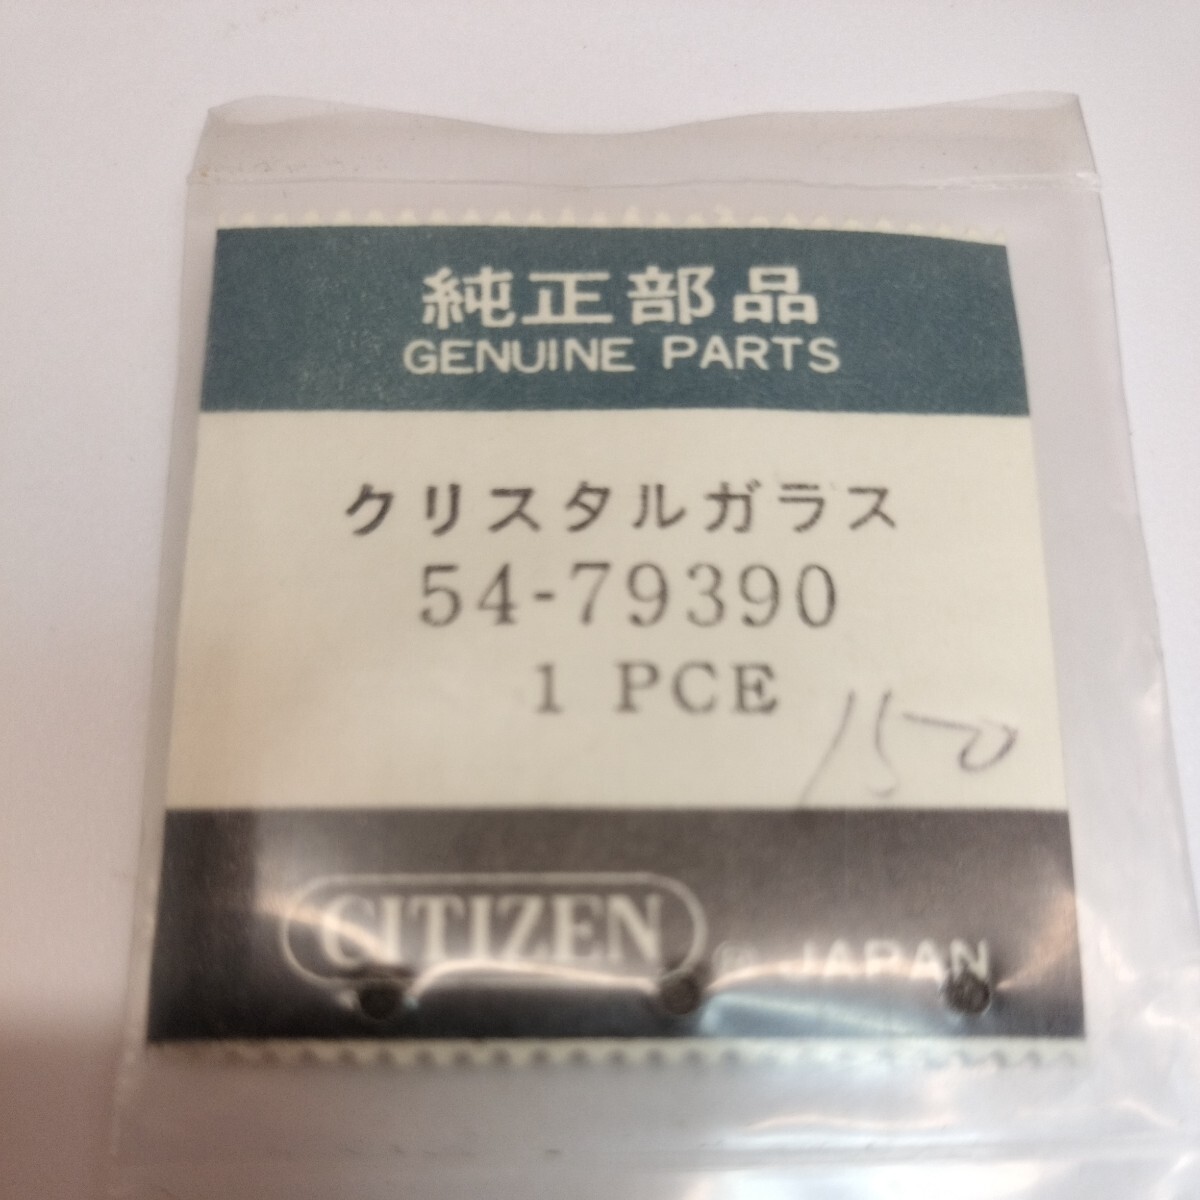 純正部品
GENUINE PARTS
クリスタルガラス
54-79390
1 PCE
150
CITIZEN
® JAPAN